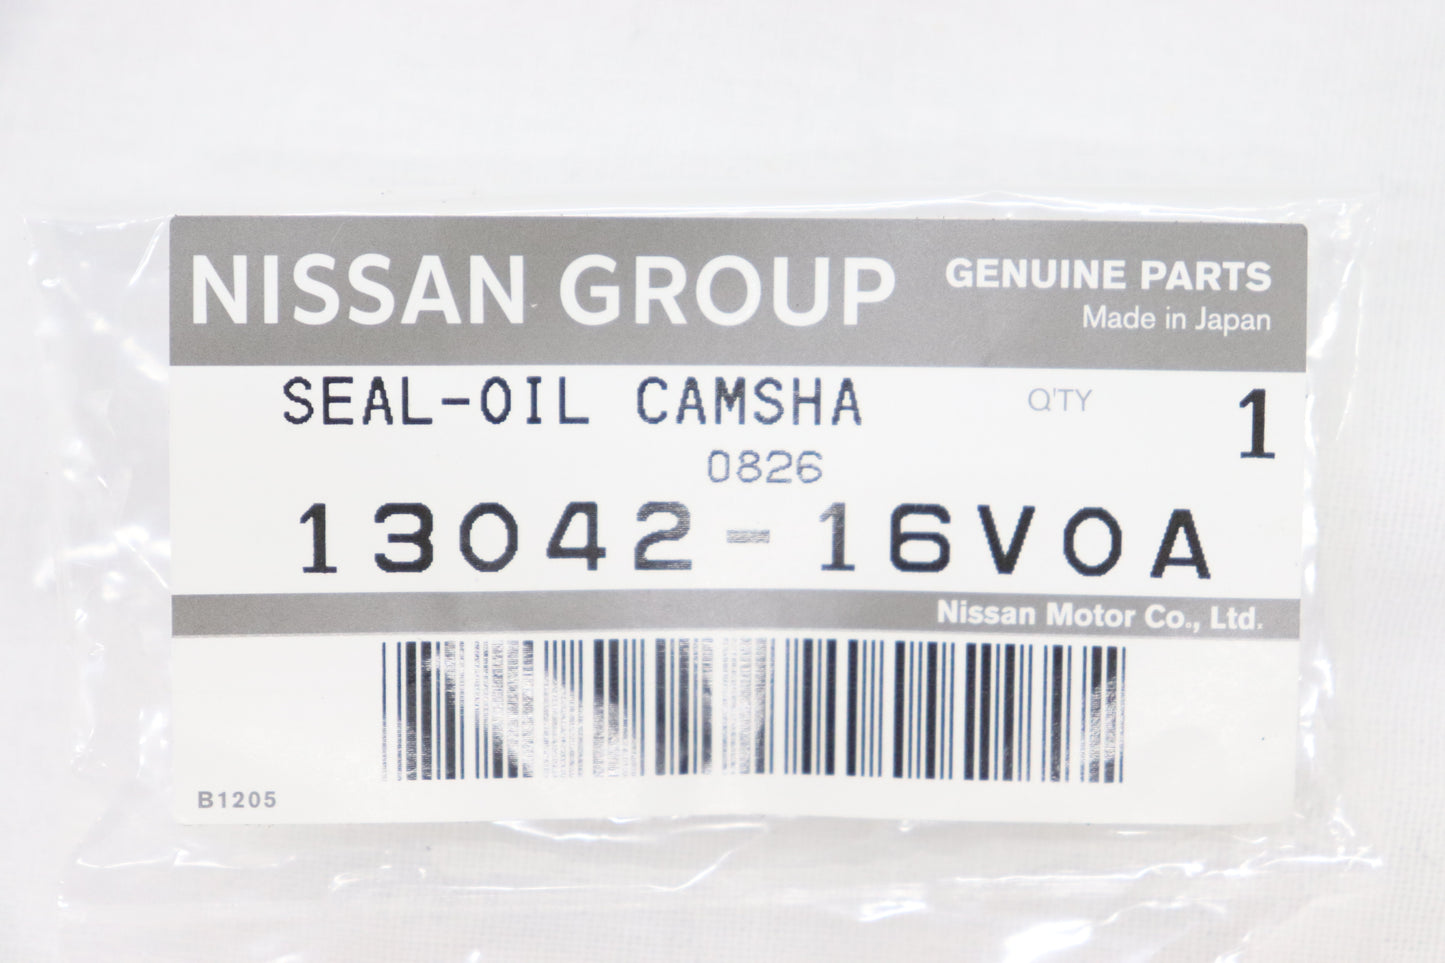 NISSAN GROUP
GENUINE PARTS
Made in Japan
SEAL-OIL CAMSHA
Q'TY 1
0826
13042-16V0A
Nissan Motor Co., Ltd.
B1205